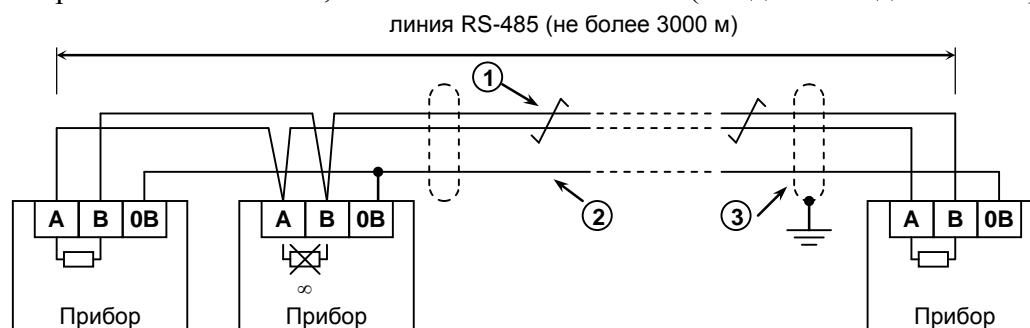 линия RS-485 (не более 3000 м)
1
2
3
A B 0B
A B 0B
A B 0B
∞
Прибор
Прибор
Прибор